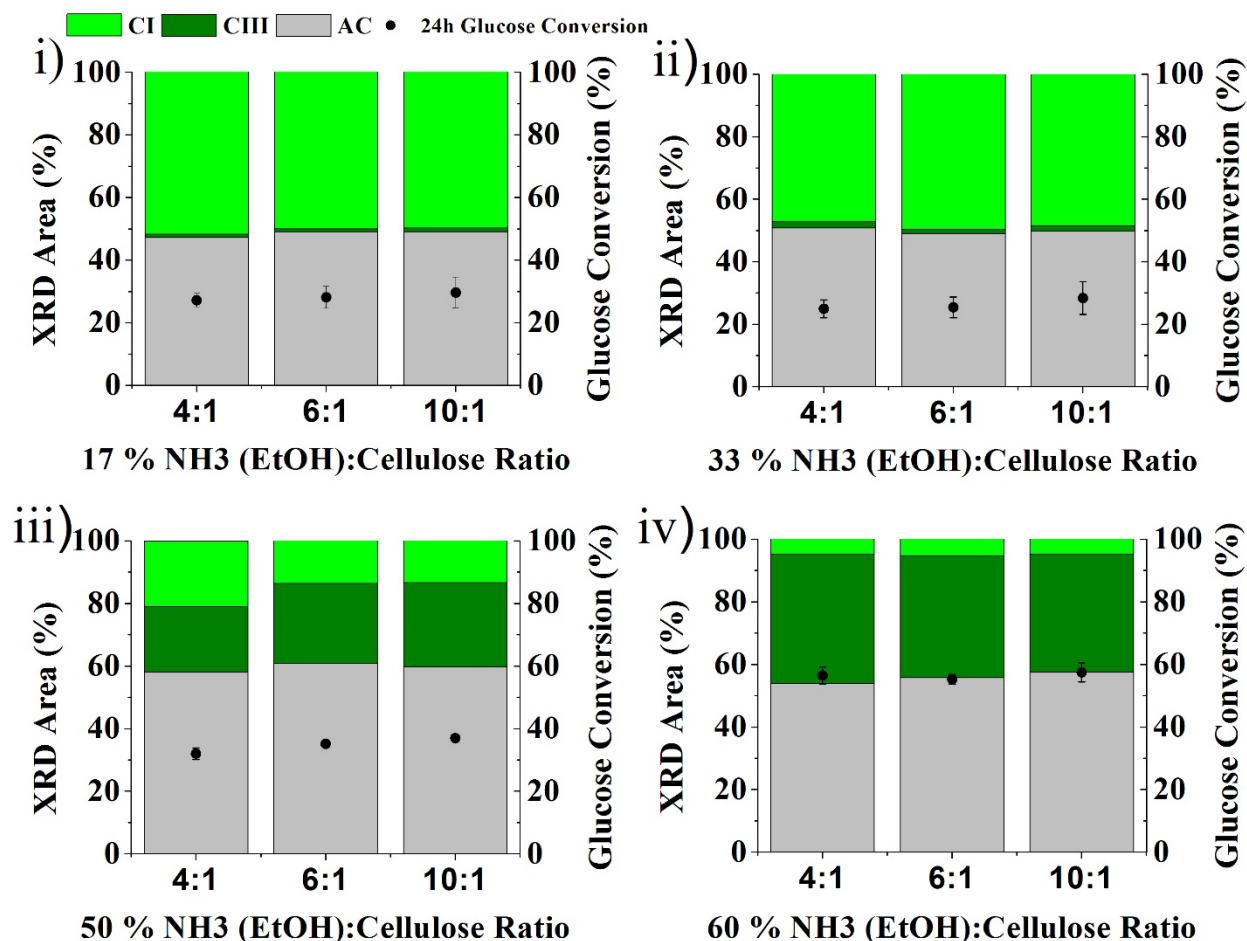 CI CIII AC 24h Glucose Conversion
i)
100
80
60
40
20
0
XRD Area (%)
100
80
60
40
20
0
Glucose Conversion (%)
4:1 6:1 10:1
17 % NH3 (EtOH):Cellulose Ratio
ii)
100
80
60
40
20
0
XRD Area (%)
100
80
60
40
20
0
Glucose Conversion (%)
4:1 6:1 10:1
33 % NH3 (EtOH):Cellulose Ratio
iii)
100
80
60
40
20
0
XRD Area (%)
100
80
60
40
20
0
Glucose Conversion (%)
4:1 6:1 10:1
50 % NH3 (EtOH):Cellulose Ratio
iv)
100
80
60
40
20
0
XRD Area (%)
100
80
60
40
20
0
Glucose Conversion (%)
4:1 6:1 10:1
60 % NH3 (EtOH):Cellulose Ratio